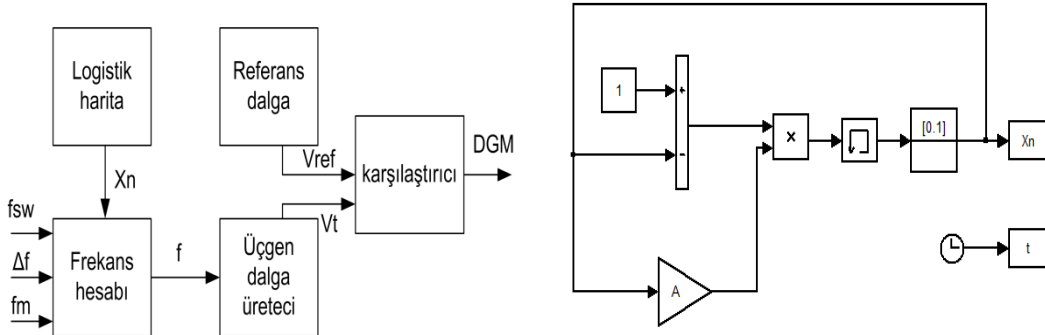 Logistik
harita
Referans
dalga
Xn
Vref
karşılaştırıcı
DGM
Vt
fsw
Δf
fm
Frekans
hesabı
f
Üçgen
dalga
üreteci
1
+
-
×
[0.1]
Xn
A
t